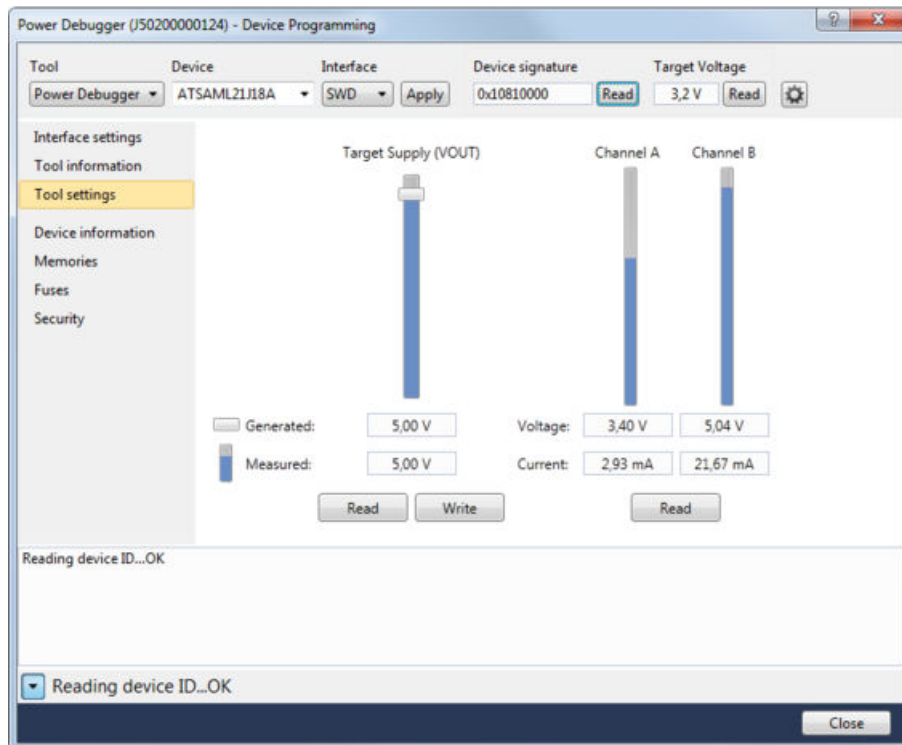 Power Debugger (J50200000124) - Device Programming
Tool Device Interface Device signature Target Voltage
Power Debugger ATSAML21J18A SWD Apply 0x10810000 Read 3,2 V Read
Interface settings
Tool information
Tool settings
Device information
Memories
Fuses
Security
Target Supply (VOUT) Channel A Channel B
Generated: 5,00 V Voltage: 3,40 V 5,04 V
Measured: 5,00 V Current: 2,93 mA 21,67 mA
Read Write Read
Reading device ID...OK
Reading device ID...OK
Close